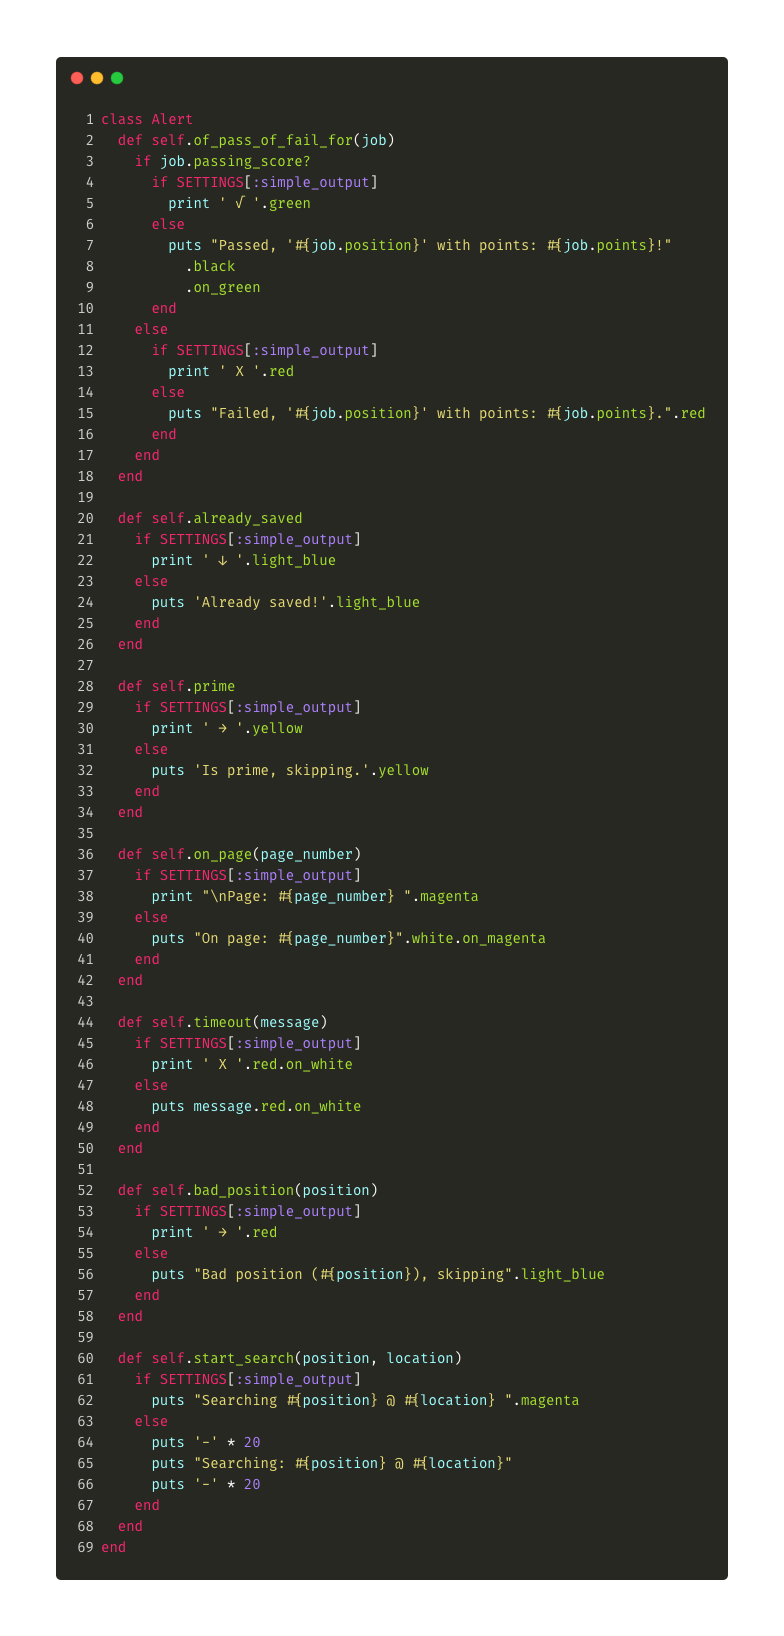 1 class Alert
2   def self.of_pass_of_fail_for(job)
3     if job.passing_score?
4       if SETTINGS[:simple_output]
5         print ' √ '.green
6       else
7         puts "Passed, '#{job.position}' with points: #{job.points}!"
8           .black
9           .on_green
10       end
11     else
12       if SETTINGS[:simple_output]
13         print ' X '.red
14       else
15         puts "Failed, '#{job.position}' with points: #{job.points}.".red
16       end
17     end
18   end
19
20   def self.already_saved
21     if SETTINGS[:simple_output]
22       print ' ↓ '.light_blue
23     else
24       puts 'Already saved!'.light_blue
25     end
26   end
27
28   def self.prime
29     if SETTINGS[:simple_output]
30       print ' → '.yellow
31     else
32       puts 'Is prime, skipping.'.yellow
33     end
34   end
35
36   def self.on_page(page_number)
37     if SETTINGS[:simple_output]
38       print "\nPage: #{page_number} ".magenta
39     else
40       puts "On page: #{page_number}".white.on_magenta
41     end
42   end
43
44   def self.timeout(message)
45     if SETTINGS[:simple_output]
46       print ' X '.red.on_white
47     else
48       puts message.red.on_white
49     end
50   end
51
52   def self.bad_position(position)
53     if SETTINGS[:simple_output]
54       print ' → '.red
55     else
56       puts "Bad position (#{position}), skipping".light_blue
57     end
58   end
59
60   def self.start_search(position, location)
61     if SETTINGS[:simple_output]
62       puts "Searching #{position} @ #{location} ".magenta
63     else
64       puts '-' * 20
65       puts "Searching: #{position} @ #{location}"
66       puts '-' * 20
67     end
68   end
69 end